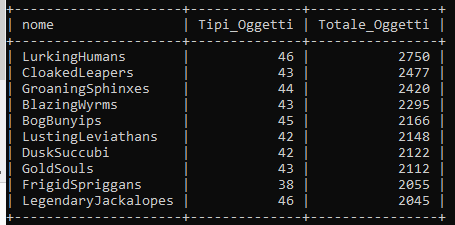 nome | Tipi_Oggetti | Totale_Oggetti
LurkingHumans | 46 | 2750
CloakedLeapers | 43 | 2477
GroaningSphinxes | 44 | 2420
BlazingWyrms | 43 | 2295
BogBunyips | 45 | 2166
LustingLeviathans | 42 | 2148
DuskSuccubi | 42 | 2122
GoldSouls | 43 | 2112
FrigidSpriggans | 38 | 2055
LegendaryJackalopes | 46 | 2045